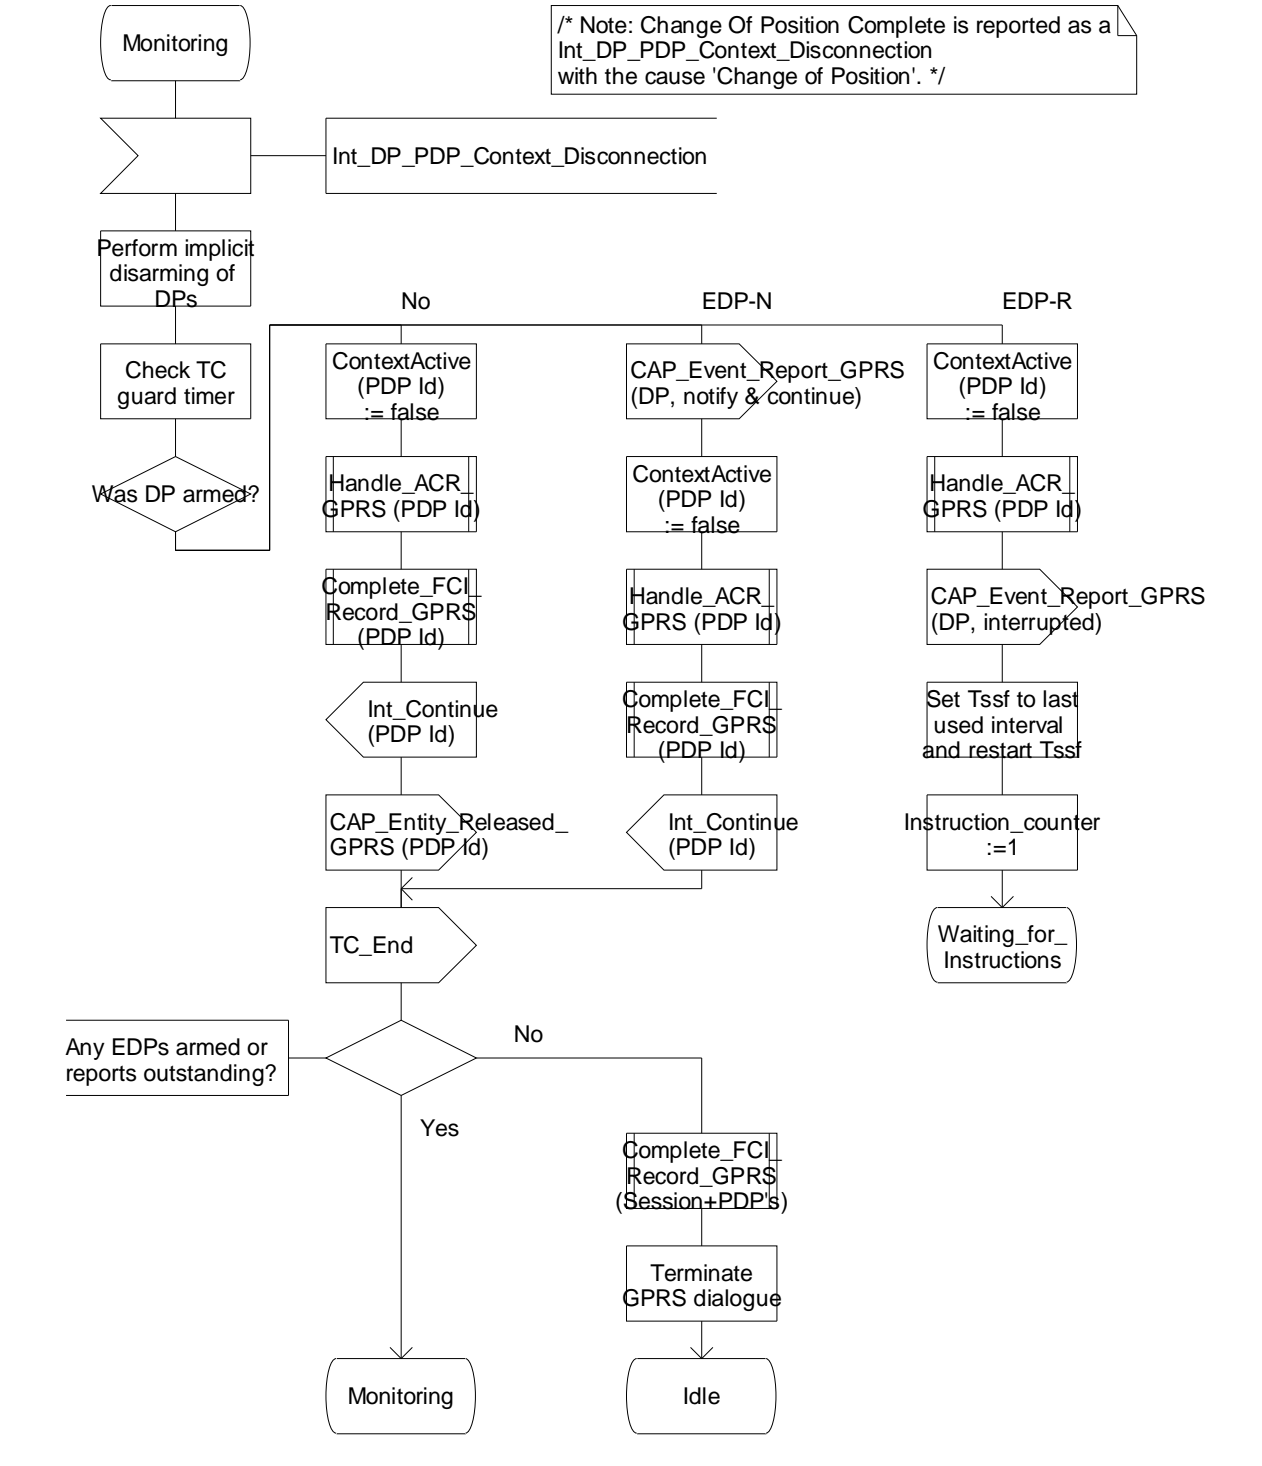 Monitoring
/* Note: Change Of Position Complete is reported as a
Int_DP_PDP_Context_Disconnection
with the cause 'Change of Position'. */
Int_DP_PDP_Context_Disconnection
Perform implicit
disarming of
DPs
Check TC
guard timer
Was DP armed?
No
ContextActive
(PDP Id)
:= false
Handle_ACR_
GPRS (PDP Id)
Complete_FCI_
Record_GPRS
(PDP Id)
Int_Continue
(PDP Id)
CAP_Entity_Released_
GPRS (PDP Id)
EDP-N
CAP_Event_Report_GPRS
(DP, notify & continue)
ContextActive
(PDP Id)
:= false
Handle_ACR_
GPRS (PDP Id)
Complete_FCI_
Record_GPRS
(PDP Id)
Int_Continue
(PDP Id)
EDP-R
ContextActive
(PDP Id)
:= false
Handle_ACR_
GPRS (PDP Id)
CAP_Event_Report_GPRS
(DP, interrupted)
Set Tssf to last
used interval
and restart Tssf
Instruction_counter
:=1
Waiting_for_
Instructions
TC_End
Any EDPs armed or
reports outstanding?
No
Yes
Complete_FCI_
Record_GPRS
(Session+PDP's)
Terminate
GPRS dialogue
Monitoring
Idle